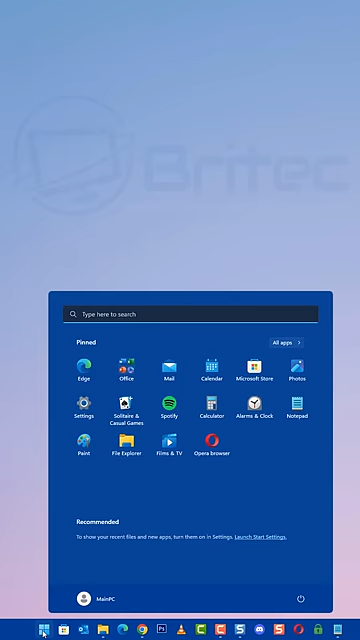 Britec
Type here to search
Pinned
All apps
Edge
Office
Mail
Calendar
Microsoft Store
Photos
Settings
Solitaire &
Casual Games
Spotify
Calculator
Alarms & Clock
Notepad
Paint
File Explorer
Films & TV
Opera browser
Recommended
To show your recent files and new apps, turn them on in Settings. Launch Start Settings.
MainPC
Ps